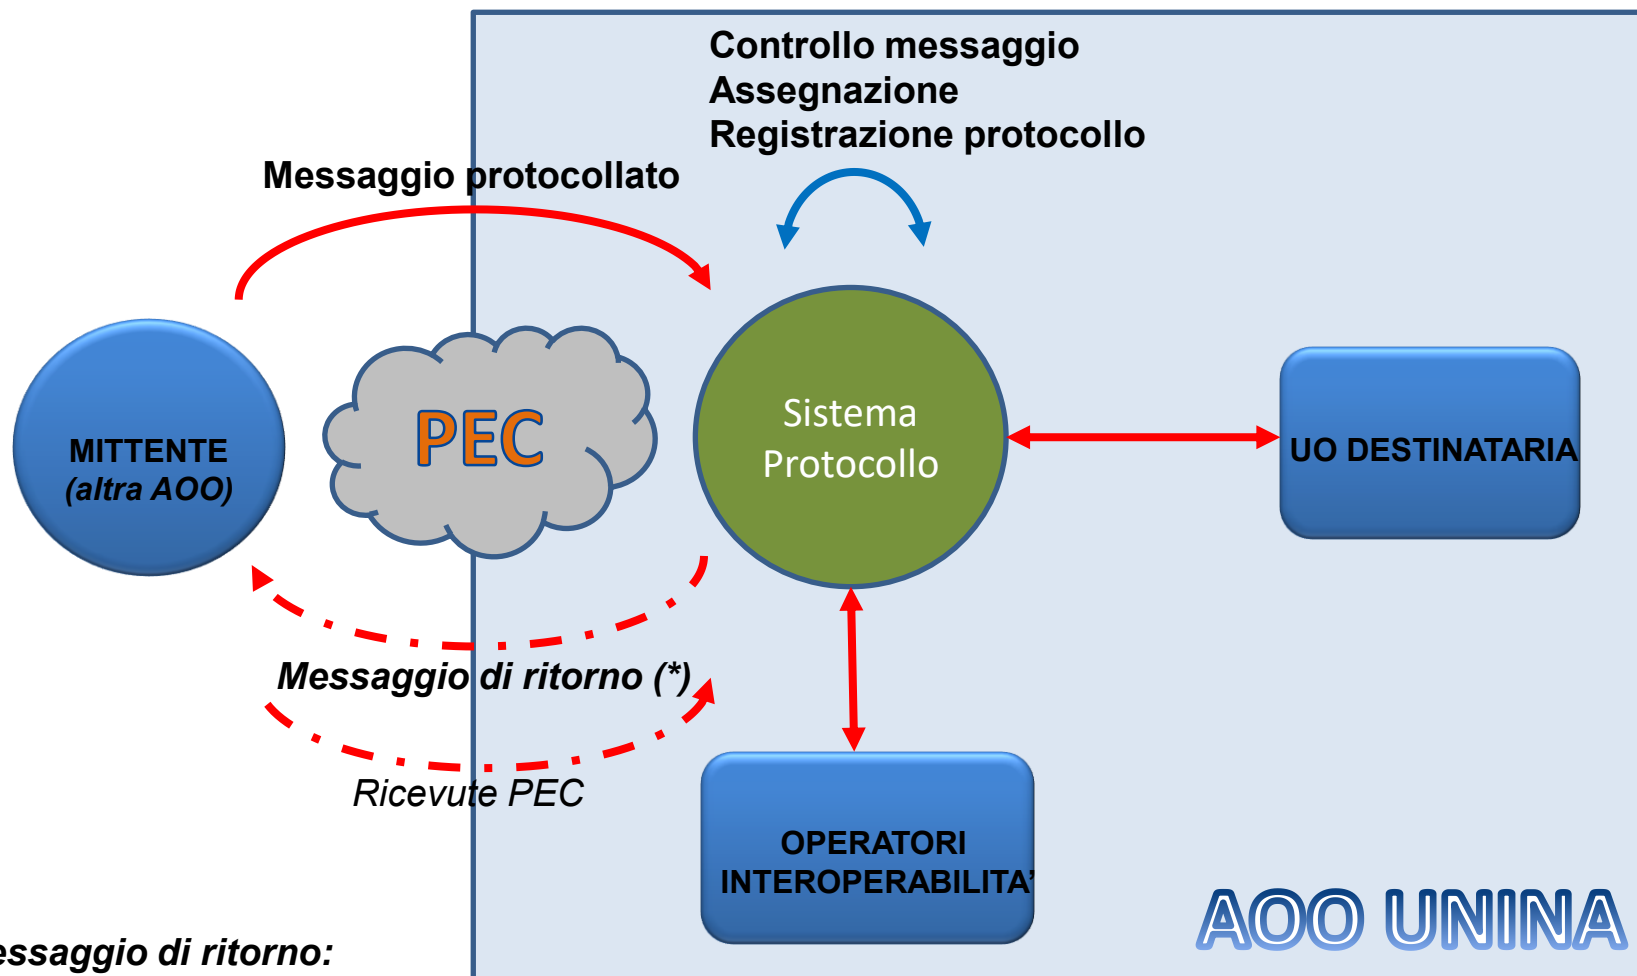 Controllo messaggio
Assegnazione
Registrazione protocollo
Messaggio protocollato
PEC
Sistema
Protocollo
MITTENTE
(altra AOO)
UO DESTINATARIA
Messaggio di ritorno (*)
Ricevute PEC
OPERATORI
INTEROPERABILITA’
AOO UNINA
essaggio di ritorno: